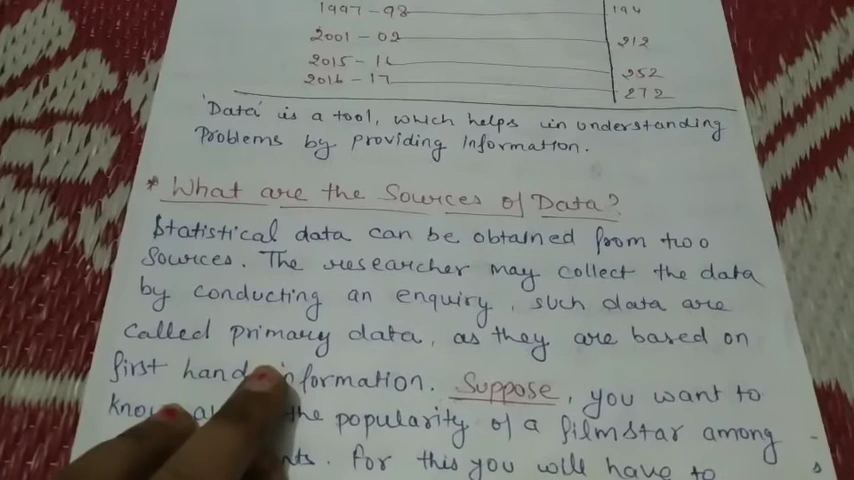 1997-98 194
2001-02 212
2015-16 252
2016-17 272
'Data' is a tool, which helps in understanding
Problems by providing information.
* What are the Sources of Data?
Statistical data can be obtained from two
Sources. The researcher may collect the data
by conducting an enquiry, such data are
called primary data, as they are based on
first hand information. Suppose, you want to
know the popularity of a filmstar among
For this you will have to